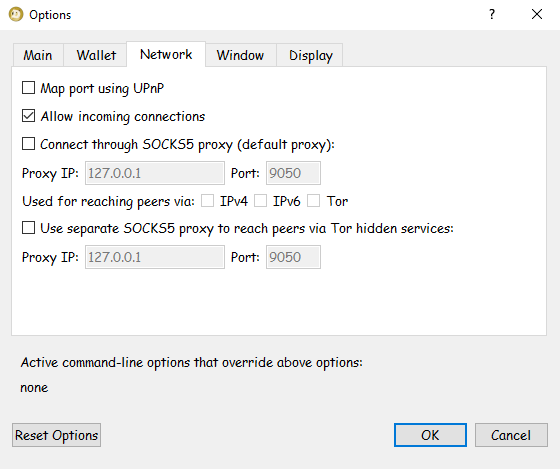 Options
Main Wallet Network Window Display
Map port using UPnP
Allow incoming connections
Connect through SOCKS5 proxy (default proxy):
Proxy IP: 127.0.0.1 Port: 9050
Used for reaching peers via: IPv4 IPv6 Tor
Use separate SOCKS5 proxy to reach peers via Tor hidden services:
Proxy IP: 127.0.0.1 Port: 9050
Active command-line options that override above options:
none
Reset Options OK Cancel